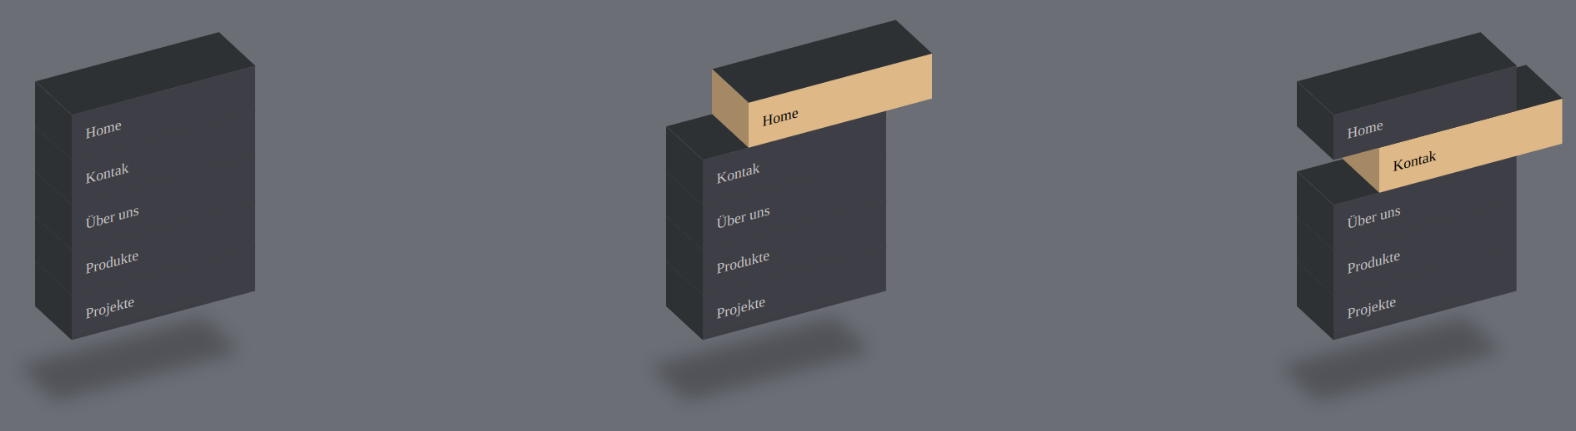 Home
Kontak
Über uns
Produkte
Projekte
Home
Kontak
Über uns
Produkte
Projekte
Home
Kontak
Über uns
Produkte
Projekte